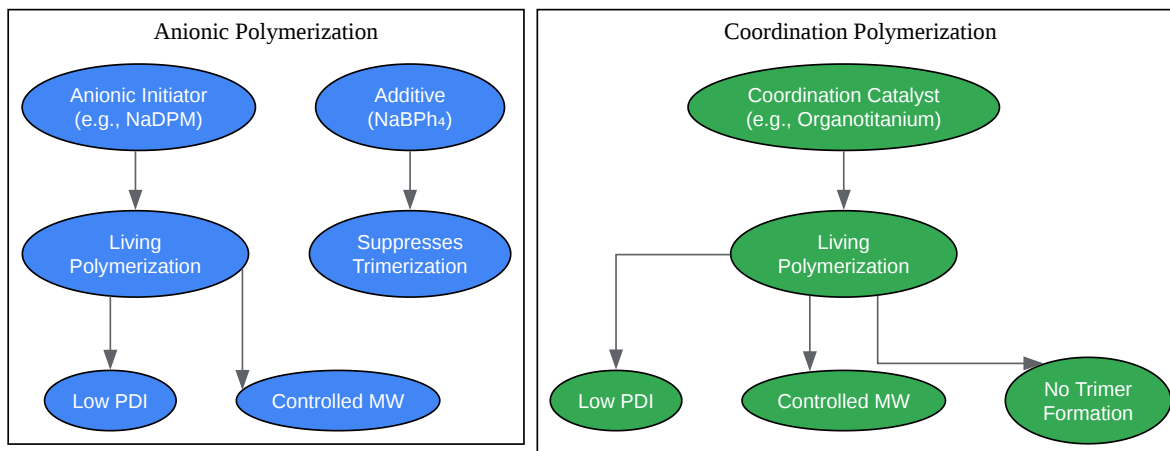 Anionic Polymerization
Anionic Initiator
(e.g., NaDPM)
Additive
(NaBPh₄)
Living
Polymerization
Suppresses
Trimerization
Low PDI
Controlled MW
Coordination Polymerization
Coordination Catalyst
(e.g., Organotitanium)
Living
Polymerization
Low PDI
Controlled MW
No Trimer
Formation